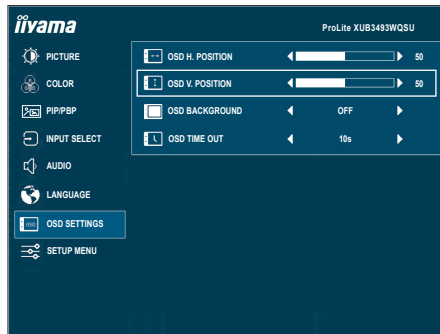 iiyama
ProLite XUB3493WQSU
PICTURE
OSD H. POSITION 50
COLOR
OSD V. POSITION 50
PIP/PBP
OSD BACKGROUND OFF
INPUT SELECT
OSD TIME OUT 10s
AUDIO
LANGUAGE
OSD SETTINGS
SETUP MENU